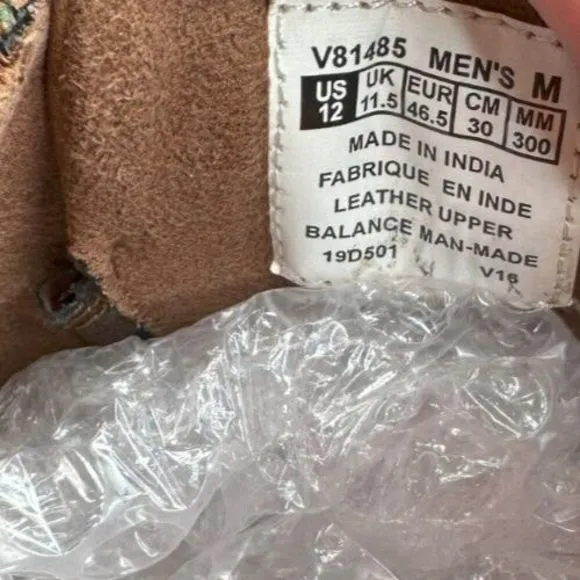 V81485 MEN'S M
US UK EUR CM MM
12 11.5 46.5 30 300
MADE IN INDIA
FABRIQUE EN INDE
LEATHER UPPER
BALANCE MAN-MADE
19D501 V16